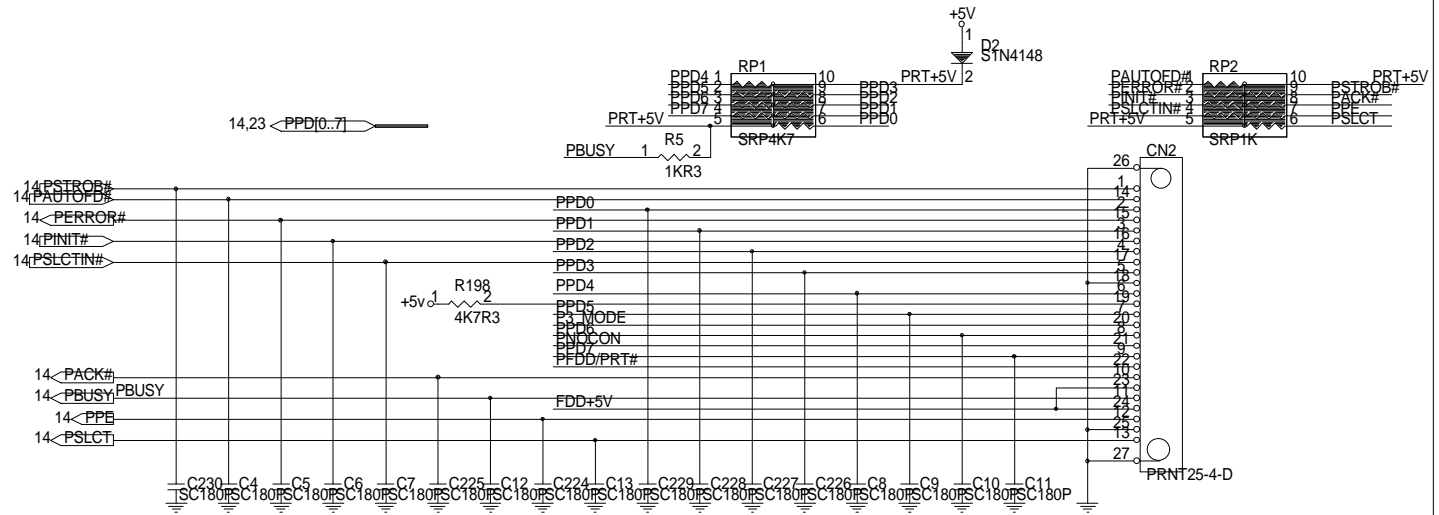 +5V
1
D2
STN4148
2
PRT+5V
RP1
PPD4 1 10
PPD5 2 9 PPD3
PPD6 3 8 PPD2
PPD7 4 7 PPD1
PRT+5V 5 6 PPD0
SRP4K7
RP2
PAUTOFD# 1 10 PRT+5V
PERROR# 2 9 PSTROB#
PINIT# 3 8 PACK#
PSLCTIN# 4 7 PPE
PRT+5V 5 6 PSLCT
SRP1K
14,23 PPD[0..7]
R5
PBUSY 1 2
1KR3
CN2
26
14 PSTROB# 1
14 PAUTOFD# 14
PPD0 2
14 PERROR# 15
PPD1 3
14 PINIT# 16
PPD2 4
14 PSLCTIN# 17
PPD3 5
18
PPD4 6
R198
+5v 1 2 19
4K7R3
PPD5 7
P3_MODE 20
PPD6 8
PNOCON 21
PPD7 9
PFDD/PRT# 22
14 PACK# 10
23
14 PBUSY PBUSY 11
FDD+5V 24
14 PPE 12
25
14 PSLCT 13
27
PRNT25-4-D
C230 C4 C5 C6 C7 C225 C12 C224 C13 C229 C228 C227 C226 C8 C9 C10 C11
SC180P SC180P SC180P SC180P SC180P SC180P SC180P SC180P SC180P SC180P SC180P SC180P SC180P SC180P SC180P SC180P SC180P